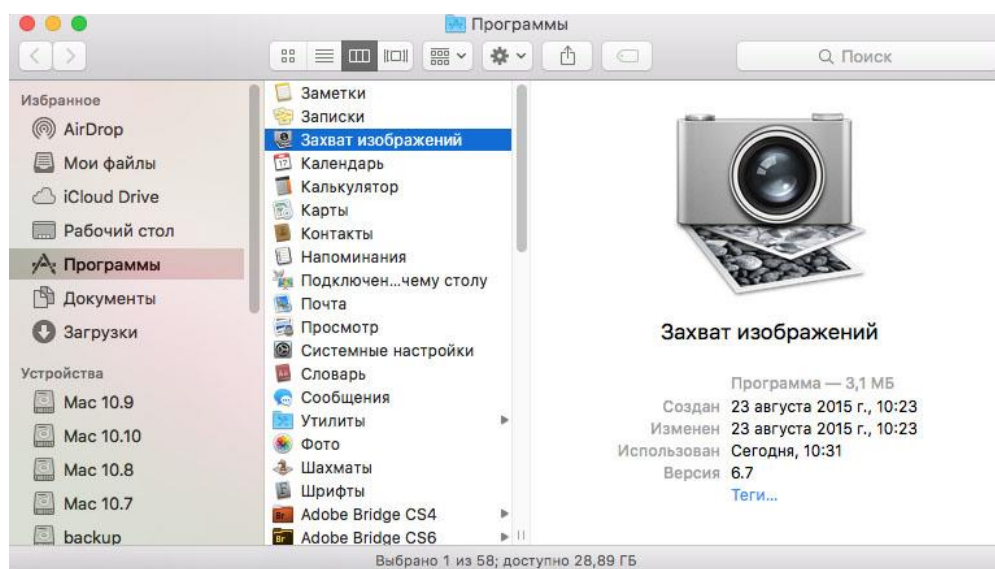 Программы
Поиск
Избранное
AirDrop
Мои файлы
iCloud Drive
Рабочий стол
Программы
Документы
Загрузки
Устройства
Mac 10.9
Mac 10.10
Mac 10.8
Mac 10.7
backup
Заметки
Записки
Захват изображений
Календарь
Калькулятор
Карты
Контакты
Напоминания
Подключен...чему столу
Почта
Просмотр
Системные настройки
Словарь
Сообщения
Утилиты
Фото
Шахматы
Шрифты
Adobe Bridge CS4
Adobe Bridge CS6
Захват изображений
Программа — 3,1 МБ
Создан 23 августа 2015 г., 10:23
Изменен 23 августа 2015 г., 10:23
Использован Сегодня, 10:31
Версия 6.7
Теги...
Выбрано 1 из 58; доступно 28,89 ГБ